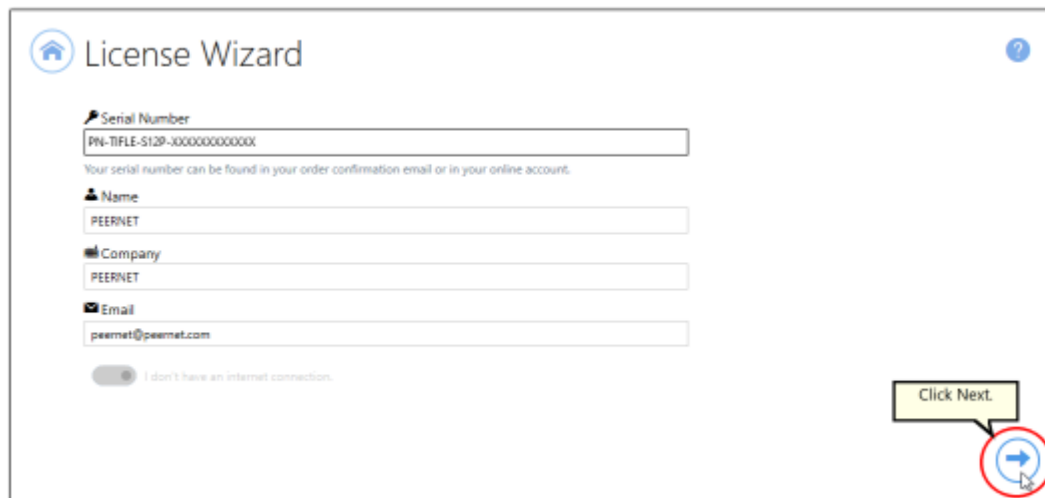 License Wizard
?
Serial Number
PN-TIFLE-S12P-XXXXXXXXXXXX
Your serial number can be found in your order confirmation email or in your online account.
Name
PEERNET
Company
PEERNET
Email
peernet@peernet.com
I don't have an internet connection.
Click Next.